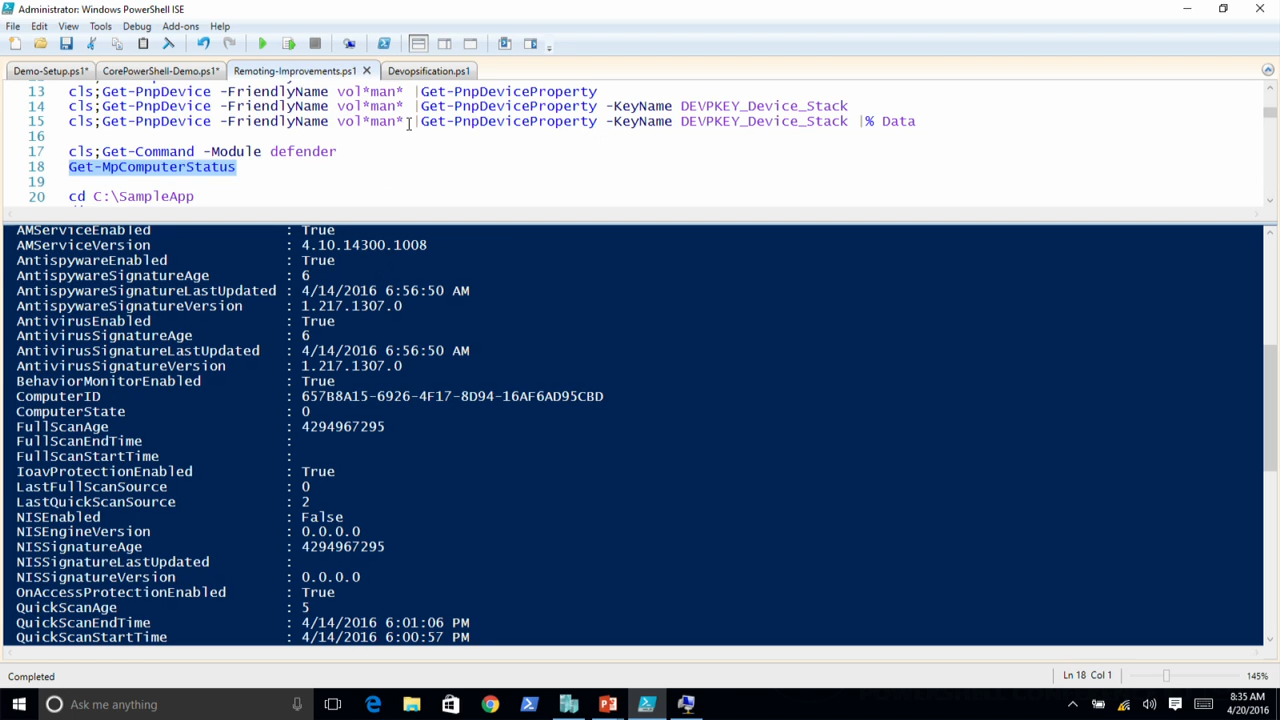 Administrator: Windows PowerShell ISE
File Edit View Tools Debug Add-ons Help
Demo-Setup.ps1* CorePowerShell-Demo.ps1* Remoting-Improvements.ps1 Devopsification.ps1
13 cls;Get-PnpDevice -FriendlyName vol*man* |Get-PnpDeviceProperty
14 cls;Get-PnpDevice -FriendlyName vol*man* |Get-PnpDeviceProperty -KeyName DEVPKEY_Device_Stack
15 cls;Get-PnpDevice -FriendlyName vol*man* |Get-PnpDeviceProperty -KeyName DEVPKEY_Device_Stack |% Data
16
17 cls;Get-Command -Module defender
18 Get-MpComputerStatus
19
20 cd C:\SampleApp
AMServiceEnabled : True
AMServiceVersion : 4.10.14300.1008
AntispywareEnabled : True
AntispywareSignatureAge : 6
AntispywareSignatureLastUpdated : 4/14/2016 6:56:50 AM
AntispywareSignatureVersion : 1.217.1307.0
AntivirusEnabled : True
AntivirusSignatureAge : 6
AntivirusSignatureLastUpdated : 4/14/2016 6:56:50 AM
AntivirusSignatureVersion : 1.217.1307.0
BehaviorMonitorEnabled : True
ComputerID : 657B8A15-6926-4F17-8D94-16AF6AD95CBD
ComputerState : 0
FullScanAge : 4294967295
FullScanEndTime :
FullScanStartTime :
IoavProtectionEnabled : True
LastFullScanSource : 0
LastQuickScanSource : 2
NISEnabled : False
NISEngineVersion : 0.0.0.0
NISSignatureAge : 4294967295
NISSignatureLastUpdated :
NISSignatureVersion : 0.0.0.0
OnAccessProtectionEnabled : True
QuickScanAge : 5
QuickScanEndTime : 4/14/2016 6:01:06 PM
QuickScanStartTime : 4/14/2016 6:00:57 PM
Completed Ln 18 Col 1 145%
Ask me anything
8:35 AM
4/20/2016